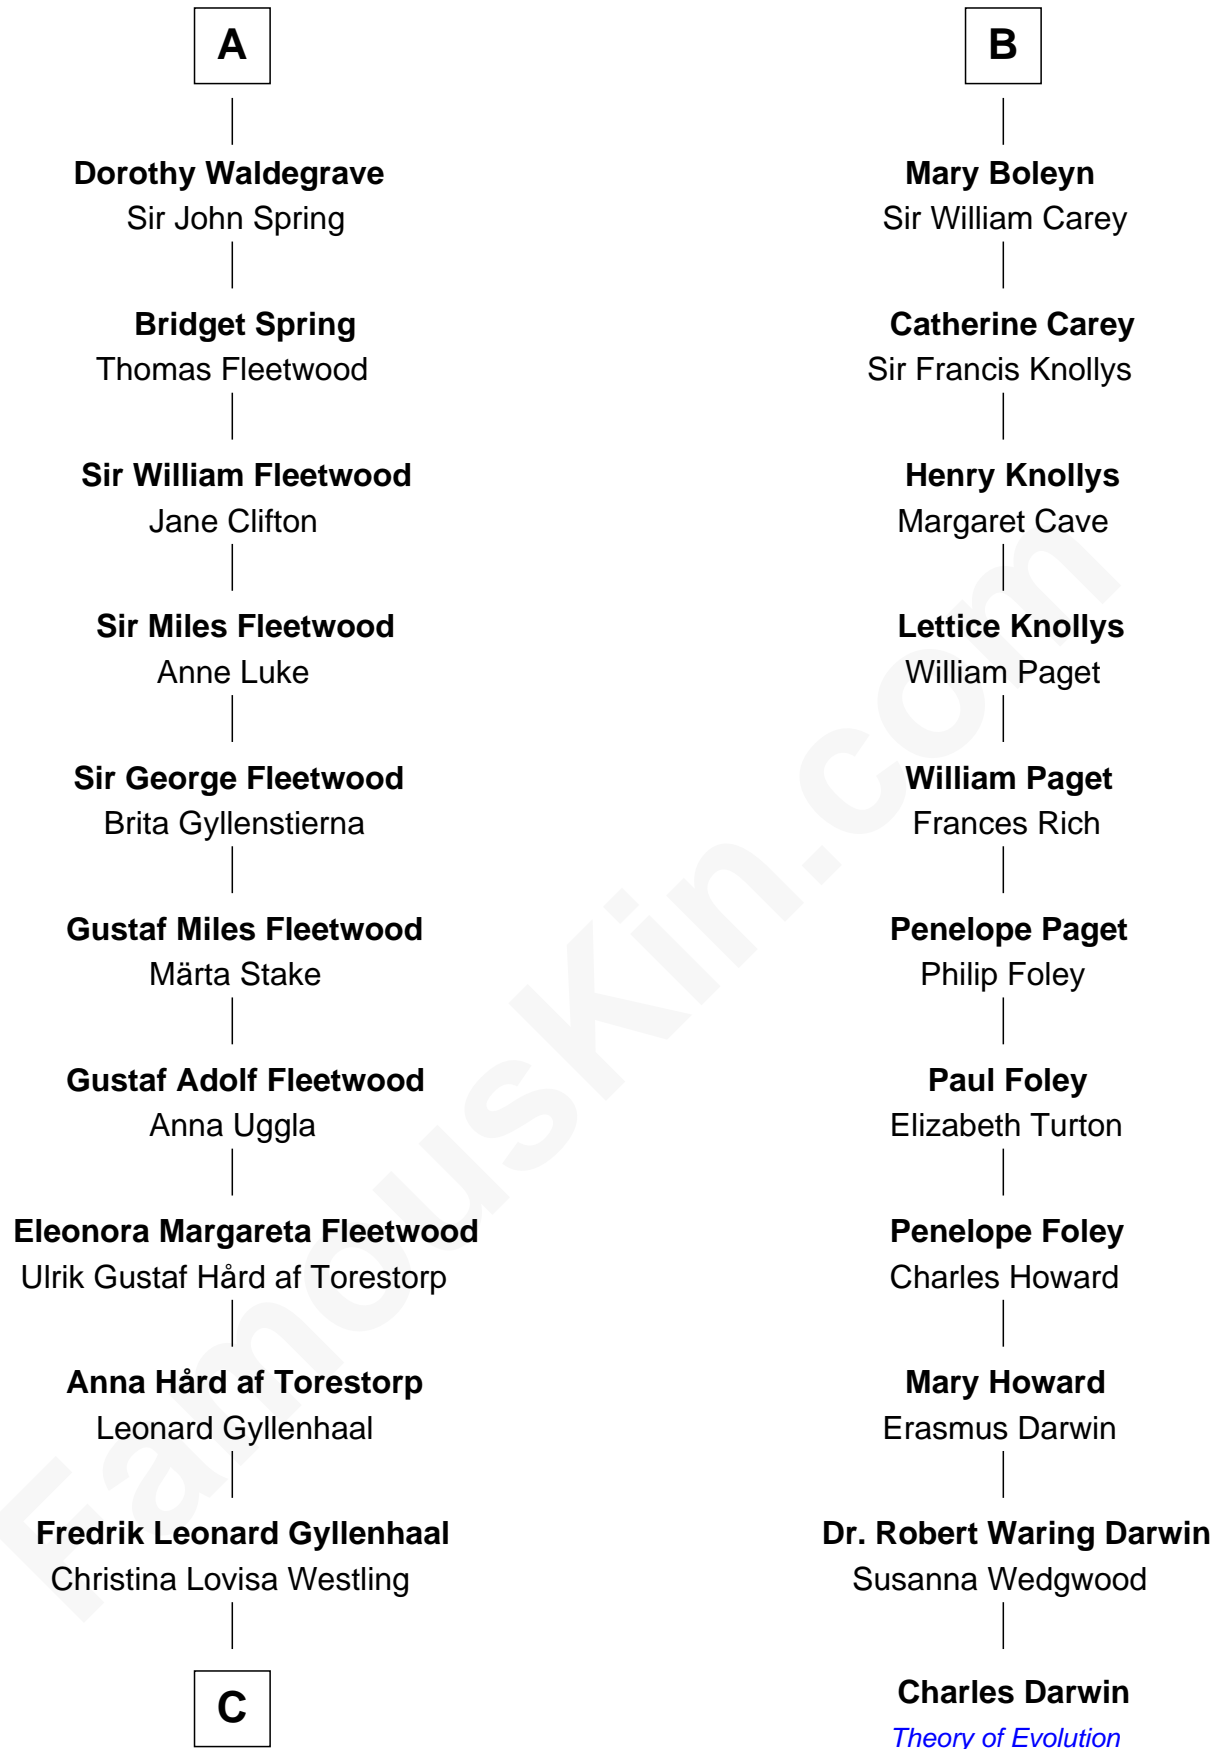 A
Dorothy Waldegrave
Sir John Spring
Bridget Spring
Thomas Fleetwood
Sir William Fleetwood
Jane Clifton
Sir Miles Fleetwood
Anne Luke
Sir George Fleetwood
Brita Gyllenstierna
Gustaf Miles Fleetwood
Märta Stake
Gustaf Adolf Fleetwood
Anna Uggla
Eleonora Margareta Fleetwood
Ulrik Gustaf Hård af Torestorp
Anna Hård af Torestorp
Leonard Gyllenhaal
Fredrik Leonard Gyllenhaal
Christina Lovisa Westling
C
B
Mary Boleyn
Sir William Carey
Catherine Carey
Sir Francis Knollys
Henry Knollys
Margaret Cave
Lettice Knollys
William Paget
William Paget
Frances Rich
Penelope Paget
Philip Foley
Paul Foley
Elizabeth Turton
Penelope Foley
Charles Howard
Mary Howard
Erasmus Darwin
Dr. Robert Waring Darwin
Susanna Wedgwood
Charles Darwin
Theory of Evolution
FamousKin.com